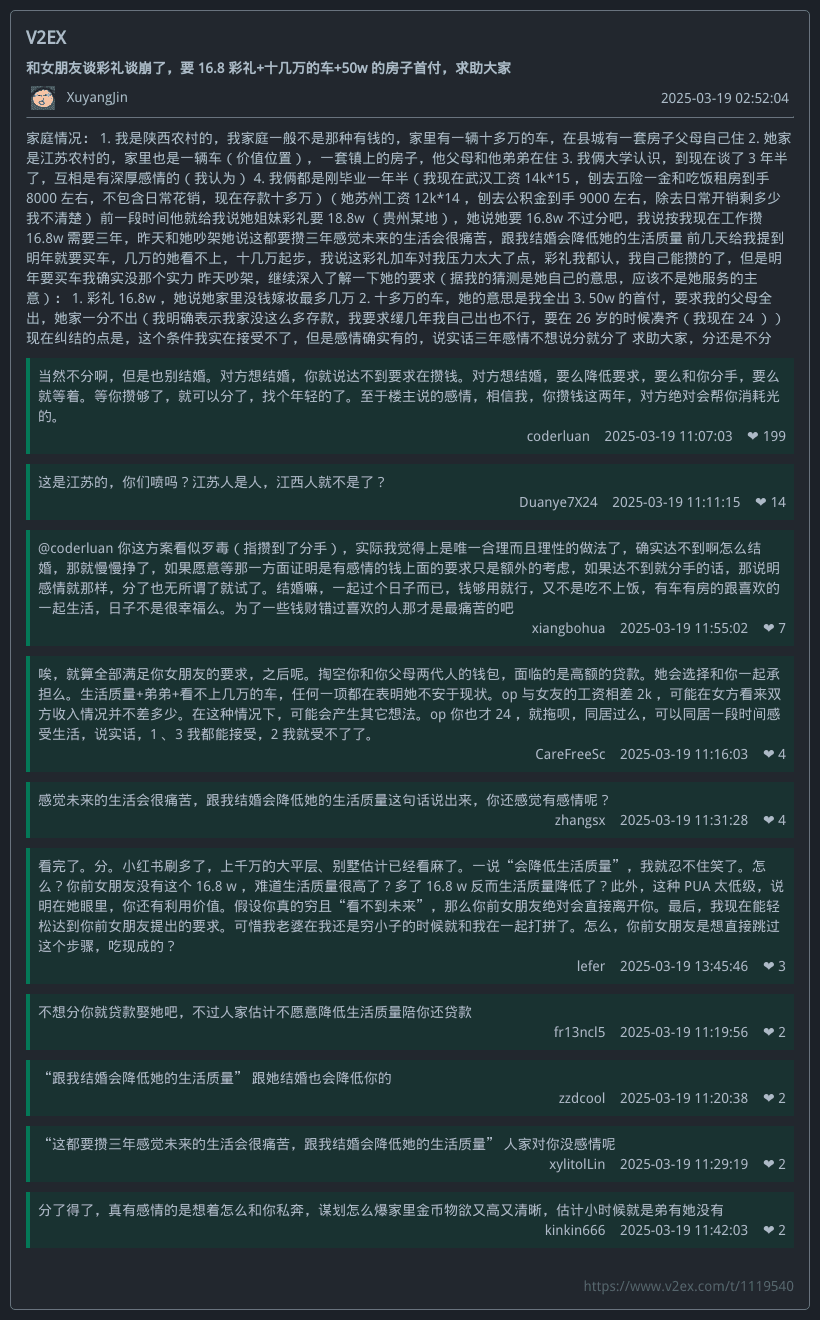 V2EX
和女朋友谈彩礼谈崩了，要 16.8 彩礼+十几万的车+50w 的房子首付，求助大家
XuyangJin 2025-03-19 02:52:04
家庭情况： 1. 我是陕西农村的，我家庭一般不是那种有钱的，家里有一辆十多万的车，在县城有一套房子父母自己住 2. 她家
是江苏农村的，家里也是一辆车（价值位置），一套镇上的房子，他父母和他弟弟在住 3. 我俩大学认识，到现在谈了 3 年半
了，互相是有深厚感情的（我认为） 4. 我俩都是刚毕业一年半（我现在武汉工资 14k*15 ，刨去五险一金和吃饭租房到手
8000 左右，不包含日常花销，现在存款十多万）（她苏州工资 12k*14 ，刨去公积金到手 9000 左右，除去日常开销剩多少
我不清楚） 前一段时间他就给我说她姐妹彩礼要 18.8w （贵州某地），她说她要 16.8w 不过分吧，我说按我现在工作攒
16.8w 需要三年，昨天和她吵架她说这都要攒三年感觉未来的生活会很痛苦，跟我结婚会降低她的生活质量 前几天给我提到
明年就要买车，几万的她看不上，十几万起步，我说这彩礼加车对我压力太大了点，彩礼我都认，我自己能攒的了，但是明
年要买车我确实没那个实力 昨天吵架，继续深入了解一下她的要求（据我的猜测是她自己的意思，应该不是她服务的主
意）： 1. 彩礼 16.8w ，她说她家里没钱嫁妆最多几万 2. 十多万的车，她的意思是我全出 3. 50w 的首付，要求我的父母全
出，她家一分不出（我明确表示我家没这么多存款，我要求缓几年我自己出也不行，要在 26 岁的时候凑齐（我现在 24 ））
现在纠结的点是，这个条件我实在接受不了，但是感情确实有的，说实话三年感情不想说分就分了 求助大家，分还是不分
当然不分啊，但是也别结婚。对方想结婚，你就说达不到要求在攒钱。对方想结婚，要么降低要求，要么和你分手，要么
就等着。等你攒够了，就可以分了，找个年轻的了。至于楼主说的感情，相信我，你攒钱这两年，对方绝对会帮你消耗光
的。
coderluan 2025-03-19 11:07:03 ❤ 199
这是江苏的，你们喷吗？江苏人是人，江西人就不是了？
Duanye7X24 2025-03-19 11:11:15 ❤ 14
@coderluan 你这方案看似歹毒（指攒到了分手），实际我觉得上是唯一合理而且理性的做法了，确实达不到啊怎么结
婚，那就慢慢挣了，如果愿意等那一方面证明是有感情的钱上面的要求只是额外的考虑，如果达不到就分手的话，那说明
感情就那样，分了也无所谓了就试了。结婚嘛，一起过个日子而已，钱够用就行，又不是吃不上饭，有车有房的跟喜欢的
一起生活，日子不是很幸福么。为了一些钱财错过喜欢的人那才是最痛苦的吧
xiangbohua 2025-03-19 11:55:02 ❤ 7
唉，就算全部满足你女朋友的要求，之后呢。掏空你和你父母两代人的钱包，面临的是高额的贷款。她会选择和你一起承
担么。生活质量+弟弟+看不上几万的车，任何一项都在表明她不安于现状。op 与女友的工资相差 2k ，可能在女方看来双
方收入情况并不差多少。在这种情况下，可能会产生其它想法。op 你也才 24 ，就拖呗，同居过么，可以同居一段时间感
受生活，说实话，1 、3 我都能接受，2 我就受不了了。
CareFreeSc 2025-03-19 11:16:03 ❤ 4
感觉未来的生活会很痛苦，跟我结婚会降低她的生活质量这句话说出来，你还感觉有感情呢？
zhangsx 2025-03-19 11:31:28 ❤ 4
看完了。分。小红书刷多了，上千万的大平层、别墅估计已经看麻了。一说“会降低生活质量”，我就忍不住笑了。怎
么？你前女朋友没有这个 16.8 w ，难道生活质量很高了？多了 16.8 w 反而生活质量降低了？此外，这种 PUA 太低级，说
明在她眼里，你还有利用价值。假设你真的穷且“看不到未来”，那么你前女朋友绝对会直接离开你。最后，我现在能轻
松达到你前女朋友提出的要求。可惜我老婆在我还是穷小子的时候就和我在一起打拼了。怎么，你前女朋友是想直接跳过
这个步骤，吃现成的？
lefer 2025-03-19 13:45:46 ❤ 3
不想分你就贷款娶她吧，不过人家估计不愿意降低生活质量陪你还贷款
fr13ncl5 2025-03-19 11:19:56 ❤ 2
“跟我结婚会降低她的生活质量” 跟她结婚也会降低你的
zzdcool 2025-03-19 11:20:38 ❤ 2
“这都要攒三年感觉未来的生活会很痛苦，跟我结婚会降低她的生活质量” 人家对你没感情呢
xylitolLin 2025-03-19 11:29:19 ❤ 2
分了得了，真有感情的是想着怎么和你私奔，谋划怎么爆家里金币物欲又高又清晰，估计小时候就是弟有她没有
kinkin666 2025-03-19 11:42:03 ❤ 2
https://www.v2ex.com/t/1119540